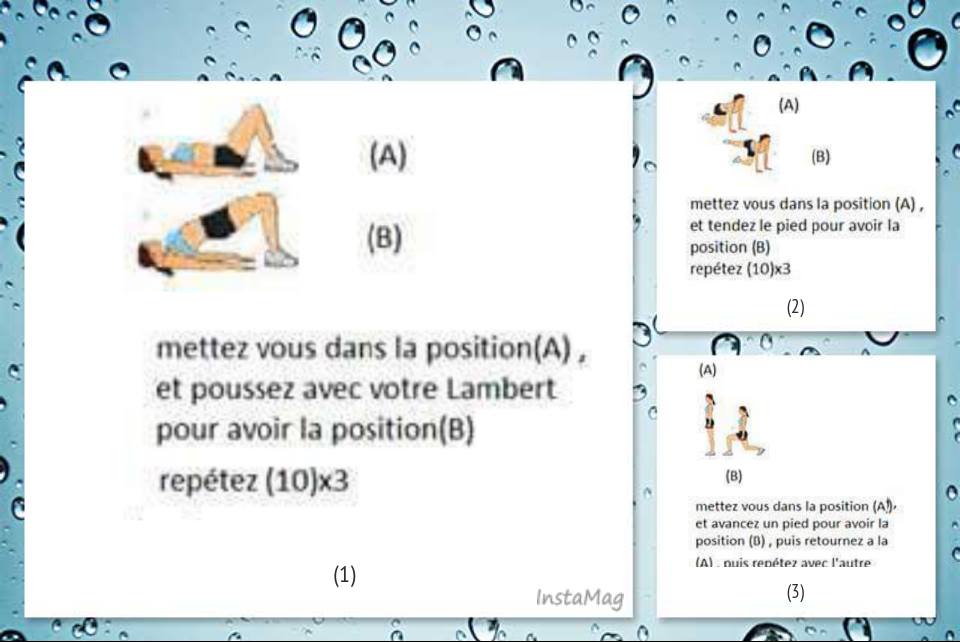 (A)
(B)
mettez vous dans la position(A) ,
et poussez avec votre Lambert
pour avoir la position(B)
repétez (10)x3
(1)
InstaMag
(A)
(B)
mettez vous dans la position (A) ,
et tendez le pied pour avoir la
position (B)
repétez (10)x3
(2)
(A)
(B)
mettez vous dans la position (A),
et avancez un pied pour avoir la
position (B) , puis retournez a la
(A) , puis repétez avec l'autre
(3)